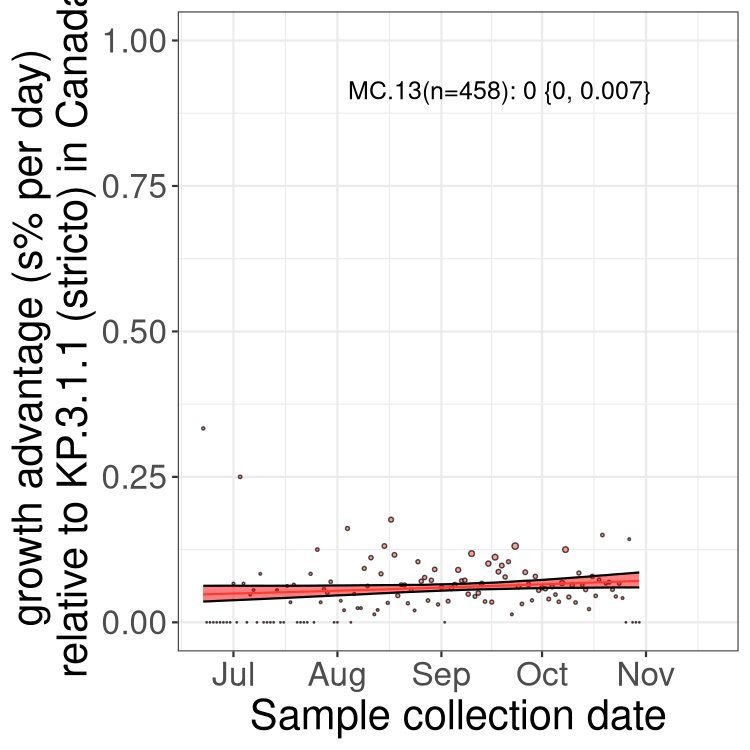 growth advantage (s% per day)
relative to KP.3.1.1 (stricto) in Canada
1.00
MC.13(n=458): 0 {0, 0.007}
0.75
0.50
0.25
0.00
Jul Aug Sep Oct Nov
Sample collection date